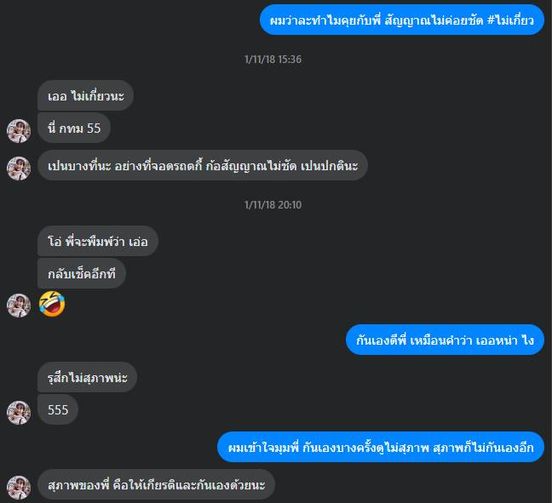 ผมว่าละทำไมคุยกับพี่ สัญญาณไม่ค่อยชัด #ไม่เกี่ยว
1/11/18 15:36
เออ ไม่เกี่ยวนะ
นี่ กทม 55
เปนบางที่นะ อย่างที่จอดรถตกี้ ก้อสัญญาณไม่ชัด เปนปกตินะ
1/11/18 20:10
โอ่ พี่จะพิมพ์ว่า เอ่อ
กลับเช็คอีกที
กันเองดีพี่ เหมือนคำว่า เออหน่า ไง
รุสึกไม่สุภาพน่ะ
555
ผมเข้าใจมุมพี่ กันเองบางครั้งดูไม่สุภาพ สุภาพก็ไม่กันเองอีก
สุภาพของพี่ คือให้เกียรติและกันเองด้วยนะ